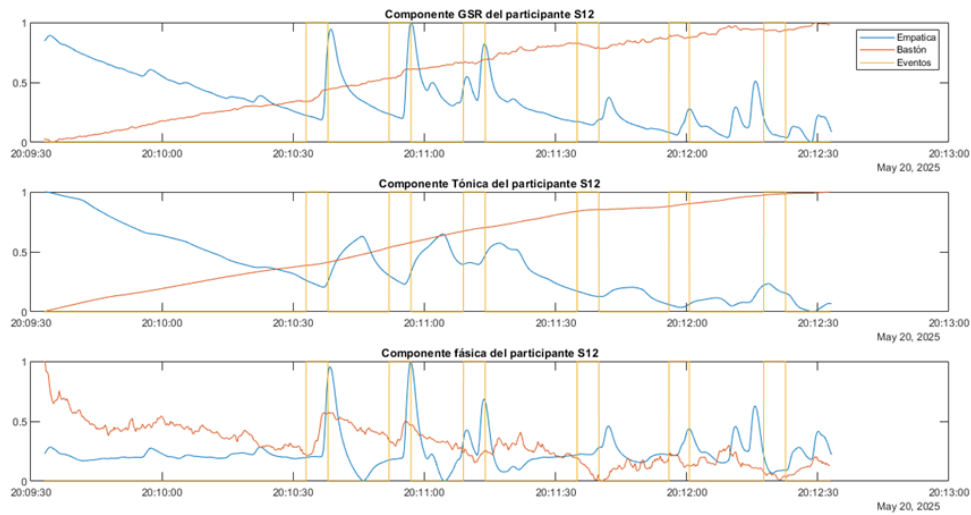 Componente GSR del participante S12
1
0.5
0
Empatica
Bastón
Eventos
20:09:30 20:10:00 20:10:30 20:11:00 20:11:30 20:12:00 20:12:30 20:13:00
May 20, 2025
Componente Tónica del participante S12
1
0.5
0
20:09:30 20:10:00 20:10:30 20:11:00 20:11:30 20:12:00 20:12:30 20:13:00
May 20, 2025
Componente fásica del participante S12
1
0.5
0
20:09:30 20:10:00 20:10:30 20:11:00 20:11:30 20:12:00 20:12:30 20:13:00
May 20, 2025